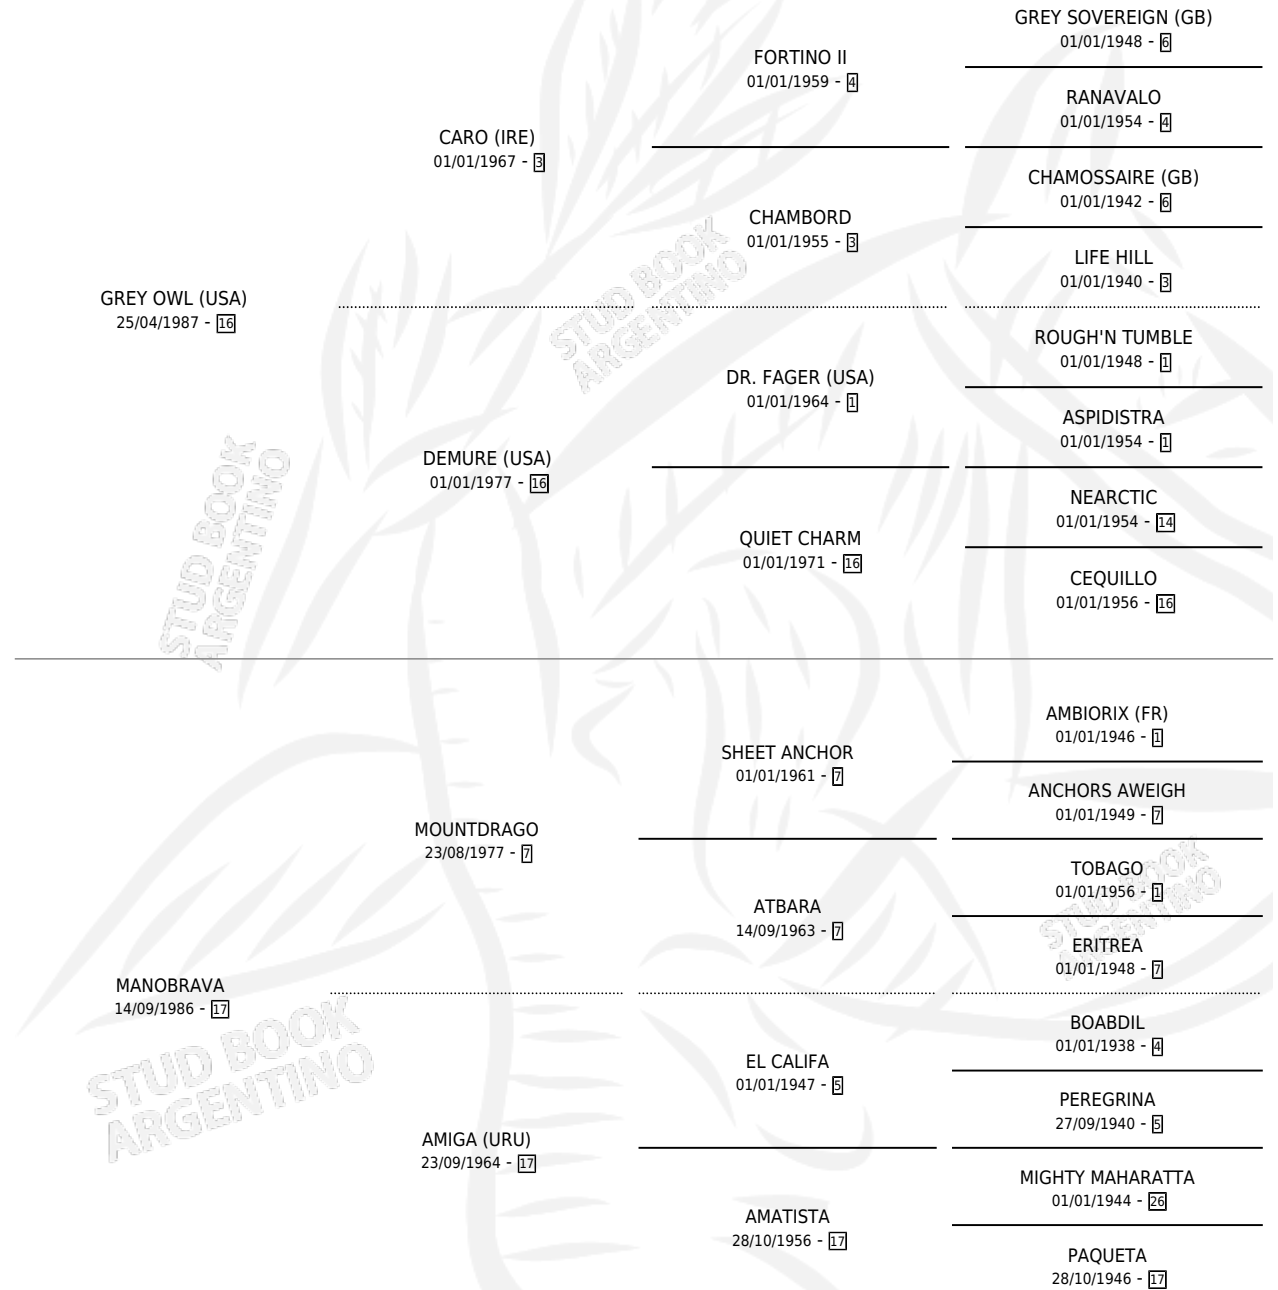 GREY SOVEREIGN (GB)
01/01/1948 - 6
FORTINO II
01/01/1959 - 4
RANAVALO
01/01/1954 - 4
CARO (IRE)
01/01/1967 - 3
CHAMOSSAIRE (GB)
01/01/1942 - 6
CHAMBORD
01/01/1955 - 3
LIFE HILL
01/01/1940 - 3
GREY OWL (USA)
25/04/1987 - 16
ROUGH'N TUMBLE
01/01/1948 - 1
DR. FAGER (USA)
01/01/1964 - 1
ASPIDISTRA
01/01/1954 - 1
DEMURE (USA)
01/01/1977 - 16
NEARCTIC
01/01/1954 - 14
QUIET CHARM
01/01/1971 - 16
CEQUILLO
01/01/1956 - 16
AMBIORIX (FR)
01/01/1946 - 1
SHEET ANCHOR
01/01/1961 - 7
ANCHORS AWEIGH
01/01/1949 - 7
MOUNTDRAGO
23/08/1977 - 7
TOBAGO
01/01/1956 - 1
ATBARA
14/09/1963 - 7
ERITREA
01/01/1948 - 7
MANOBRAVA
14/09/1986 - 17
BOABDIL
01/01/1938 - 4
EL CALIFA
01/01/1947 - 5
PEREGRINA
27/09/1940 - 5
AMIGA (URU)
23/09/1964 - 17
MIGHTY MAHARATTA
01/01/1944 - 26
AMATISTA
28/10/1956 - 17
PAQUETA
28/10/1946 - 17
STUD BOOK
ARGENTINO
STUD BOOK
ARGENTINO
STUD BOOK
ARGENTINO
STUD BOOK
ARGENTINO